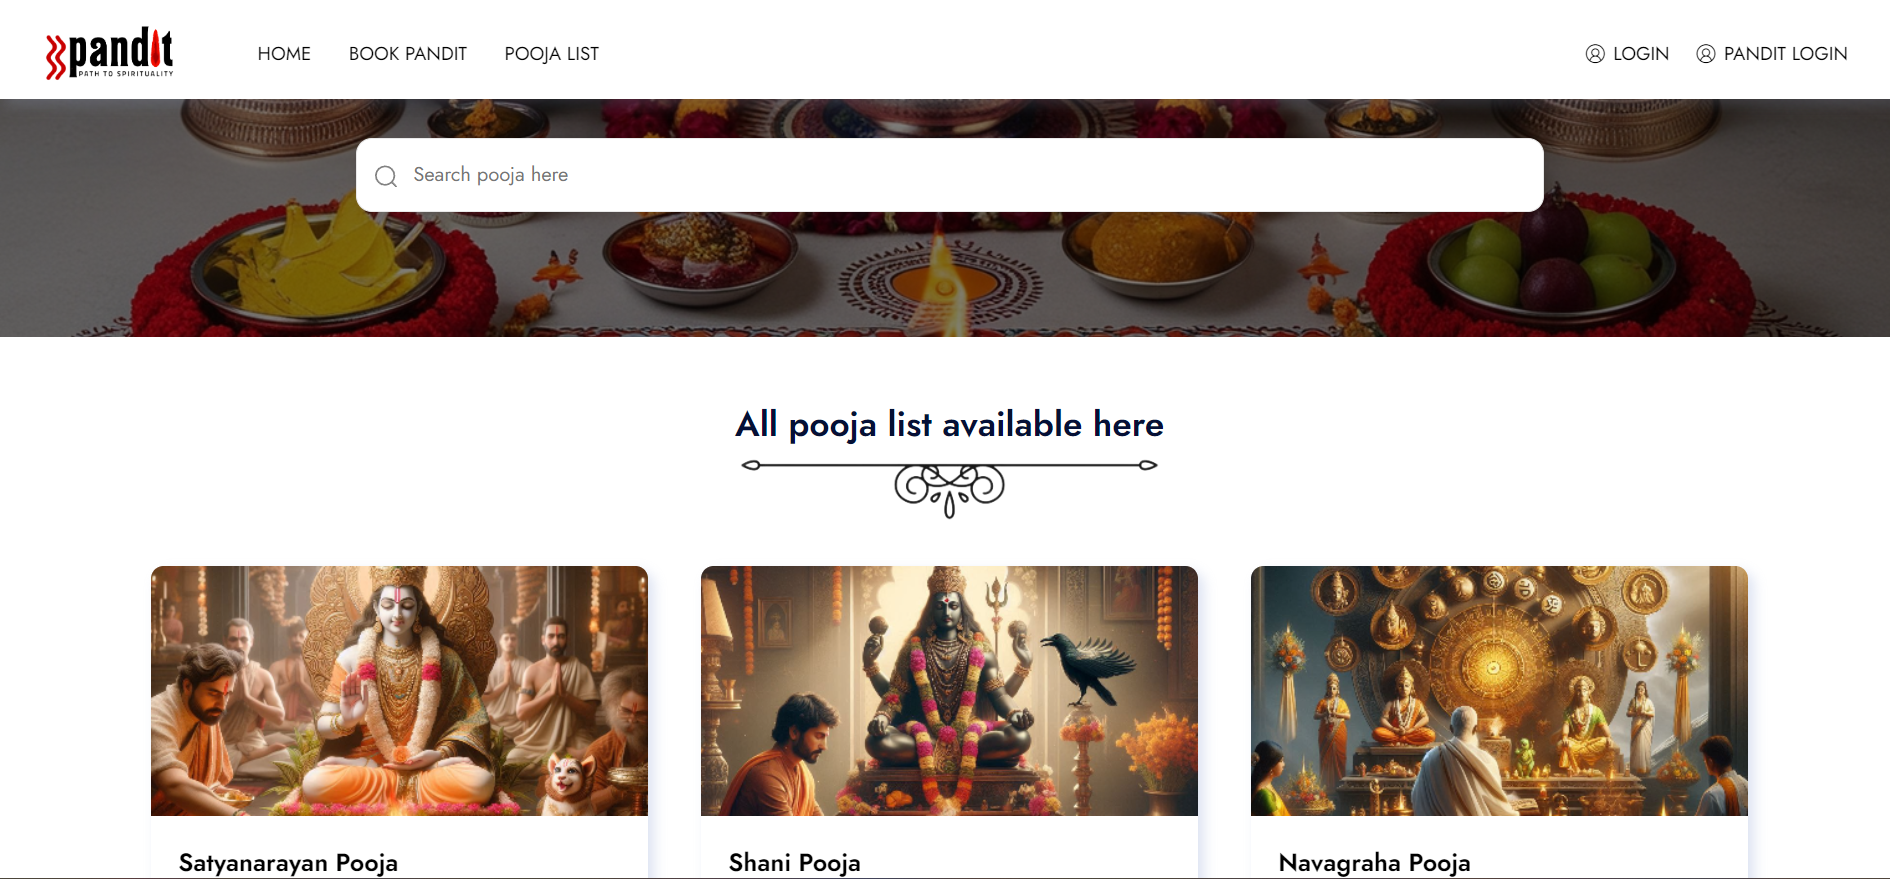 pandit
PATH TO SPIRITUALITY
HOME BOOK PANDIT POOJA LIST
LOGIN PANDIT LOGIN
Search pooja here
All pooja list available here
Satyanarayan Pooja
Shani Pooja
Navagraha Pooja